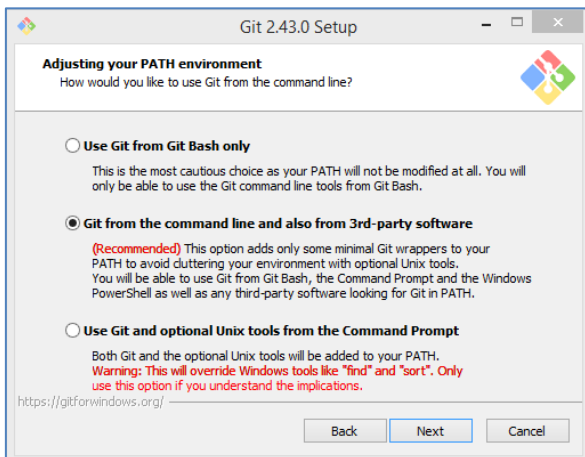 Git 2.43.0 Setup
Adjusting your PATH environment
How would you like to use Git from the command line?
Use Git from Git Bash only
This is the most cautious choice as your PATH will not be modified at all. You will
only be able to use the Git command line tools from Git Bash.
Git from the command line and also from 3rd-party software
(Recommended) This option adds only some minimal Git wrappers to your
PATH to avoid cluttering your environment with optional Unix tools.
You will be able to use Git from Git Bash, the Command Prompt and the Windows
PowerShell as well as any third-party software looking for Git in PATH.
Use Git and optional Unix tools from the Command Prompt
Both Git and the optional Unix tools will be added to your PATH.
Warning: This will override Windows tools like "find" and "sort". Only
use this option if you understand the implications.
https://gitforwindows.org/
Back Next Cancel